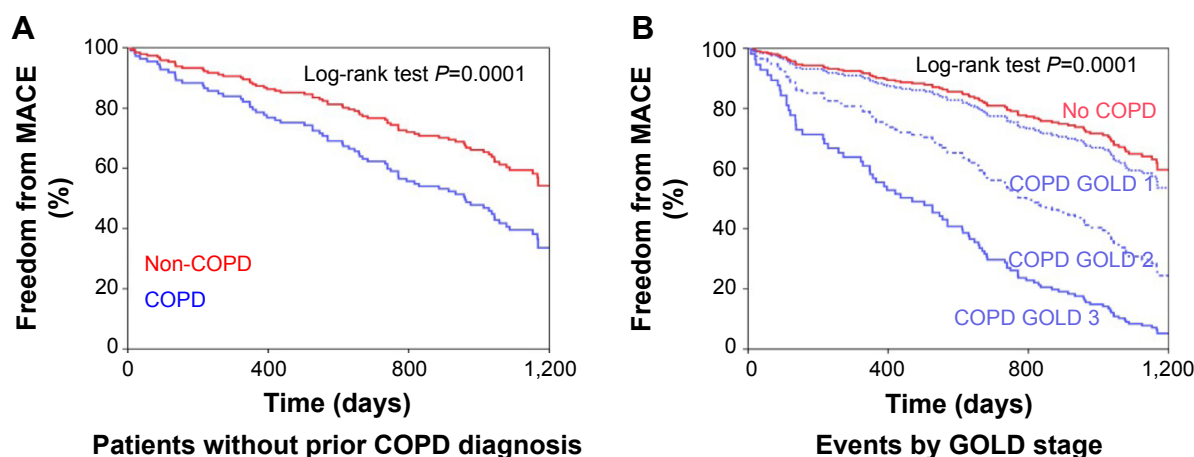 A
Freedom from MACE
(%)
100
80
60
40
20
0
Log-rank test P=0.0001
Non-COPD
COPD
0 400 800 1,200
Time (days)
Patients without prior COPD diagnosis
B
Freedom from MACE
(%)
100
80
60
40
20
0
Log-rank test P=0.0001
No COPD
COPD GOLD 1
COPD GOLD 2
COPD GOLD 3
0 400 800 1,200
Time (days)
Events by GOLD stage